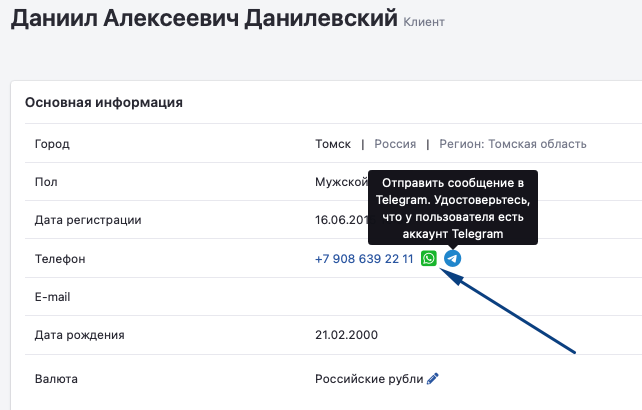 Даниил Алексеевич Данилевский Клиент
Основная информация
Город Томск | Россия | Регион: Томская область
Пол Мужской
Отправить сообщение в
Telegram. Удостоверьтесь,
что у пользователя есть
аккаунт Telegram
Дата регистрации 16.06.201
Телефон +7 908 639 22 11
E-mail
Дата рождения 21.02.2000
Валюта Российские рубли